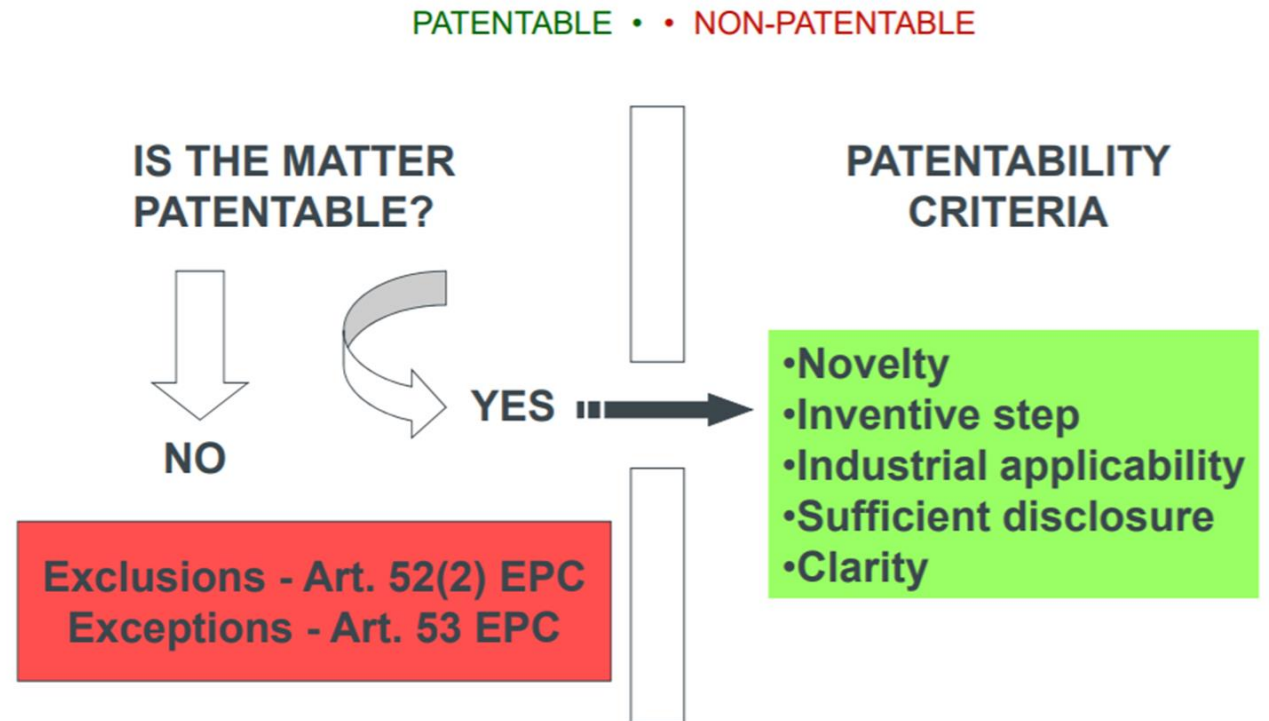 PATENTABLE • • NON-PATENTABLE
IS THE MATTER
PATENTABLE?
NO
YES
Exclusions - Art. 52(2) EPC
Exceptions - Art. 53 EPC
PATENTABILITY
CRITERIA
•Novelty
•Inventive step
•Industrial applicability
•Sufficient disclosure
•Clarity